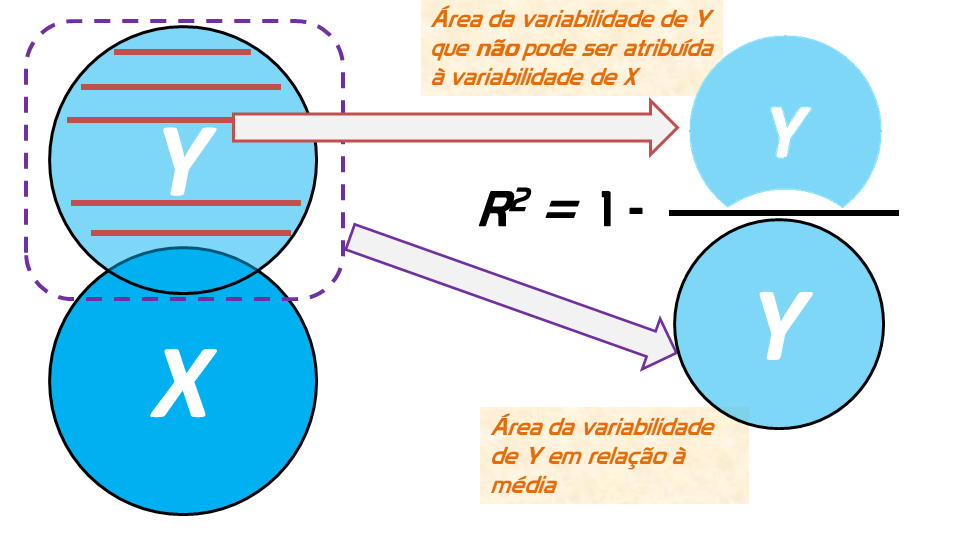 Área da variabilidade de Y
que não pode ser atribuída
à variabilidade de X
Y
Y
R² = 1 -
Y
X
Área da variabilidade
de Y em relação à
média